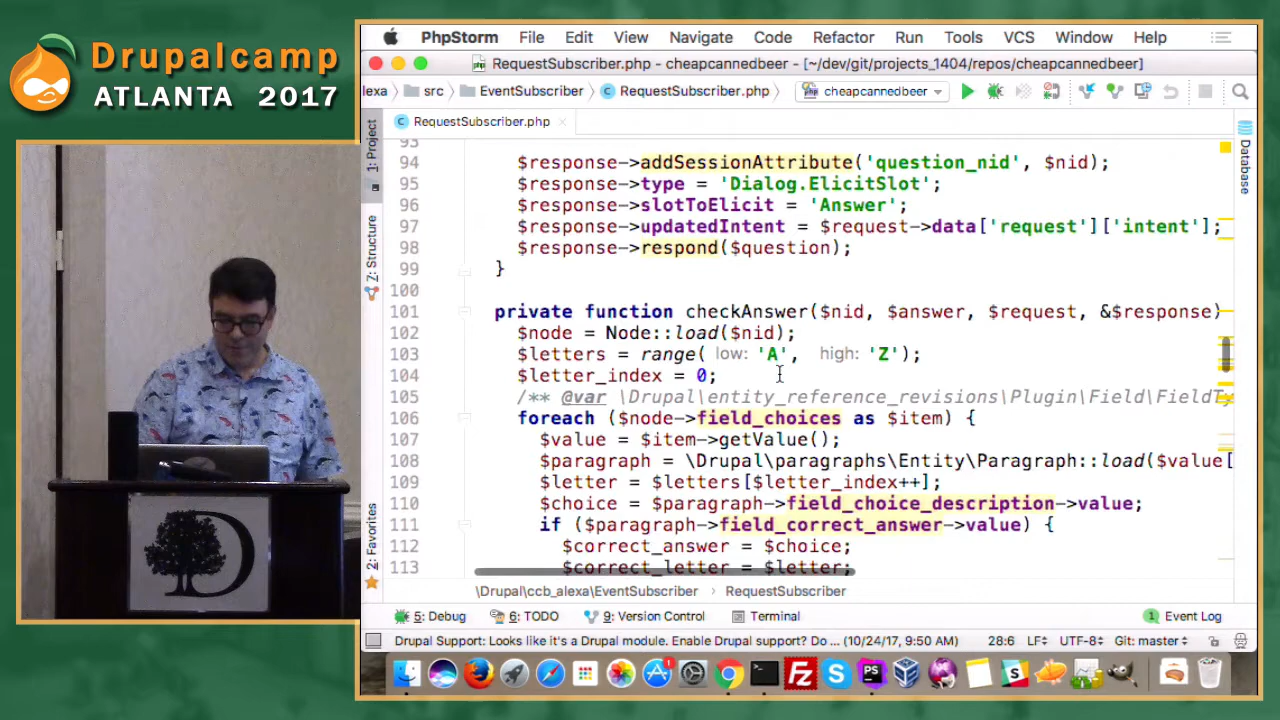 Drupalcamp
ATLANTA 2017
PhpStorm File Edit View Navigate Code Refactor Run Tools VCS Window Help
RequestSubscriber.php - cheapcannedbeer - [~/dev/git/projects_1404/repos/cheapcannedbeer]
lexa src EventSubscriber RequestSubscriber.php cheapcannedbeer
RequestSubscriber.php
1: Project
Z: Structure
2: Favorites
Database
93
94 $response->addSessionAttribute('question_nid', $nid);
95 $response->type = 'Dialog.ElicitSlot';
96 $response->slotToElicit = 'Answer';
97 $response->updatedIntent = $request->data['request']['intent'];
98 $response->respond($question);
99 }
100
101 private function checkAnswer($nid, $answer, $request, &$response)
102 $node = Node::load($nid);
103 $letters = range( low: 'A', high: 'Z');
104 $letter_index = 0;
105 /** @var \Drupal\entity_reference_revisions\Plugin\Field\FieldTy
106 foreach ($node->field_choices as $item) {
107 $value = $item->getValue();
108 $paragraph = \Drupal\paragraphs\Entity\Paragraph::load($value[
109 $letter = $letters[$letter_index++];
110 $choice = $paragraph->field_choice_description->value;
111 if ($paragraph->field_correct_answer->value) {
112 $correct_answer = $choice;
113 $correct_letter = $letter;
\Drupal\ccb_alexa\EventSubscriber RequestSubscriber
5: Debug 6: TODO 9: Version Control Terminal 1 Event Log
Drupal Support: Looks like it's a Drupal module. Enable Drupal support? Do ... (10/24/17, 9:50 AM) 28:6 LF UTF-8 Git: master
D